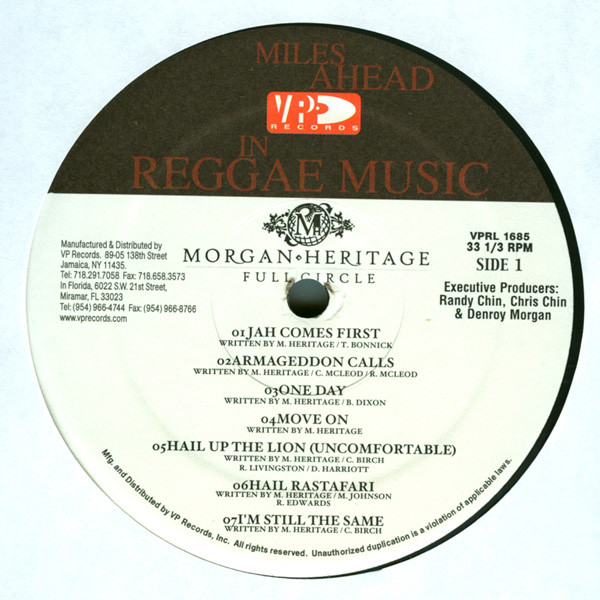 MILES
AHEAD
VP
RECORDS
IN
REGGAE MUSIC
M
Manufactured & Distributed by
VP Records. 89-05 138th Street
Jamaica, NY 11435.
Tel: 718.291.7058 Fax: 718.658.3573
In Florida, 6022 S.W. 21st Street,
Miramar, FL 33023
Tel: (954) 966-4744 Fax: (954) 966-8766
www.vprecords.com
MORGAN HERITAGE
FULL CIRCLE
VPRL 1685
33 1/3 RPM
SIDE 1
Executive Producers:
Randy Chin, Chris Chin
& Denroy Morgan
01JAH COMES FIRST
WRITTEN BY M. HERITAGE / T. BONNICK
02ARMAGEDDON CALLS
WRITTEN BY M. HERITAGE / C. MCLEOD / R. MCLEOD
03ONE DAY
WRITTEN BY M. HERITAGE / B. DIXON
04MOVE ON
WRITTEN BY M. HERITAGE
05HAIL UP THE LION (UNCOMFORTABLE)
WRITTEN BY M. HERITAGE / C. BIRCH
R. LIVINGSTON / D. HARRIOTT
06HAIL RASTAFARI
WRITTEN BY M. HERITAGE / M. JOHNSON
R. EDWARDS
07I'M STILL THE SAME
WRITTEN BY M. HERITAGE / C. BIRCH
Mfg. and Distributed by VP Records, Inc. All rights reserved. Unauthorized duplication is a violation of applicable laws.